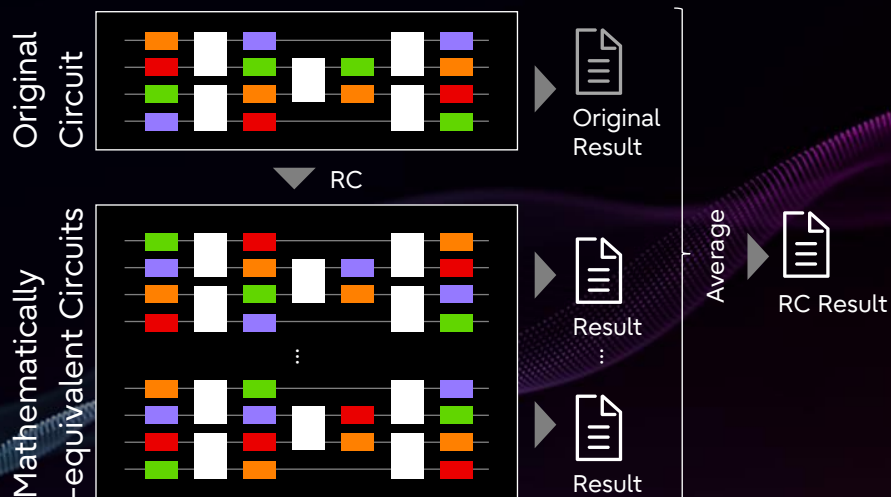 Original
Circuit
Original
Result
RC
Mathematically
-equivalent Circuits
Result
...
...
Result
Average
RC Result